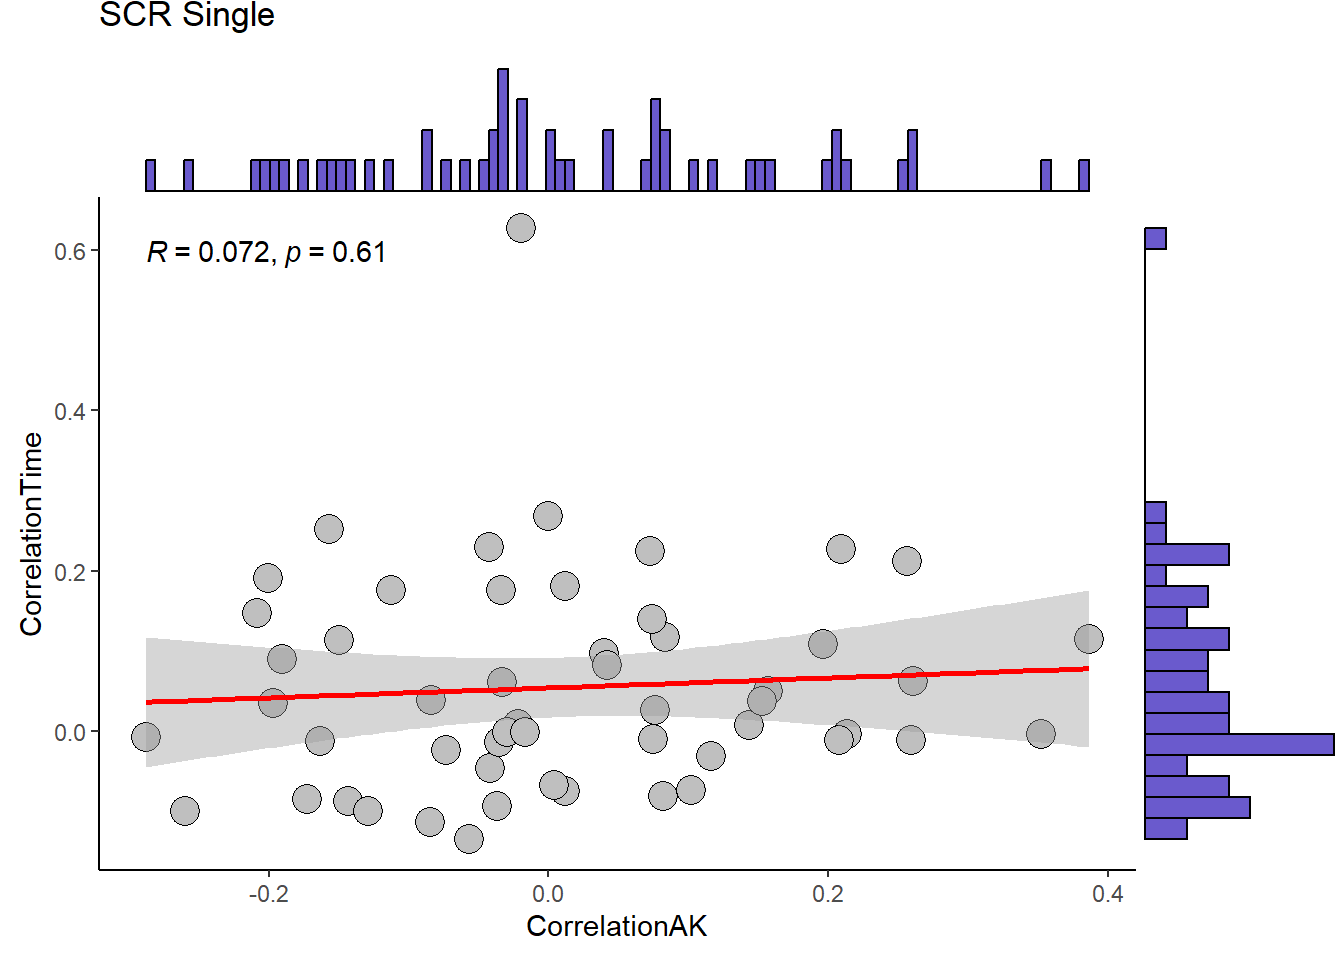 SCR Single
R = 0.072, p = 0.61
CorrelationTime
0.6
0.4
0.2
0.0
-0.2 0.0 0.2 0.4
CorrelationAK